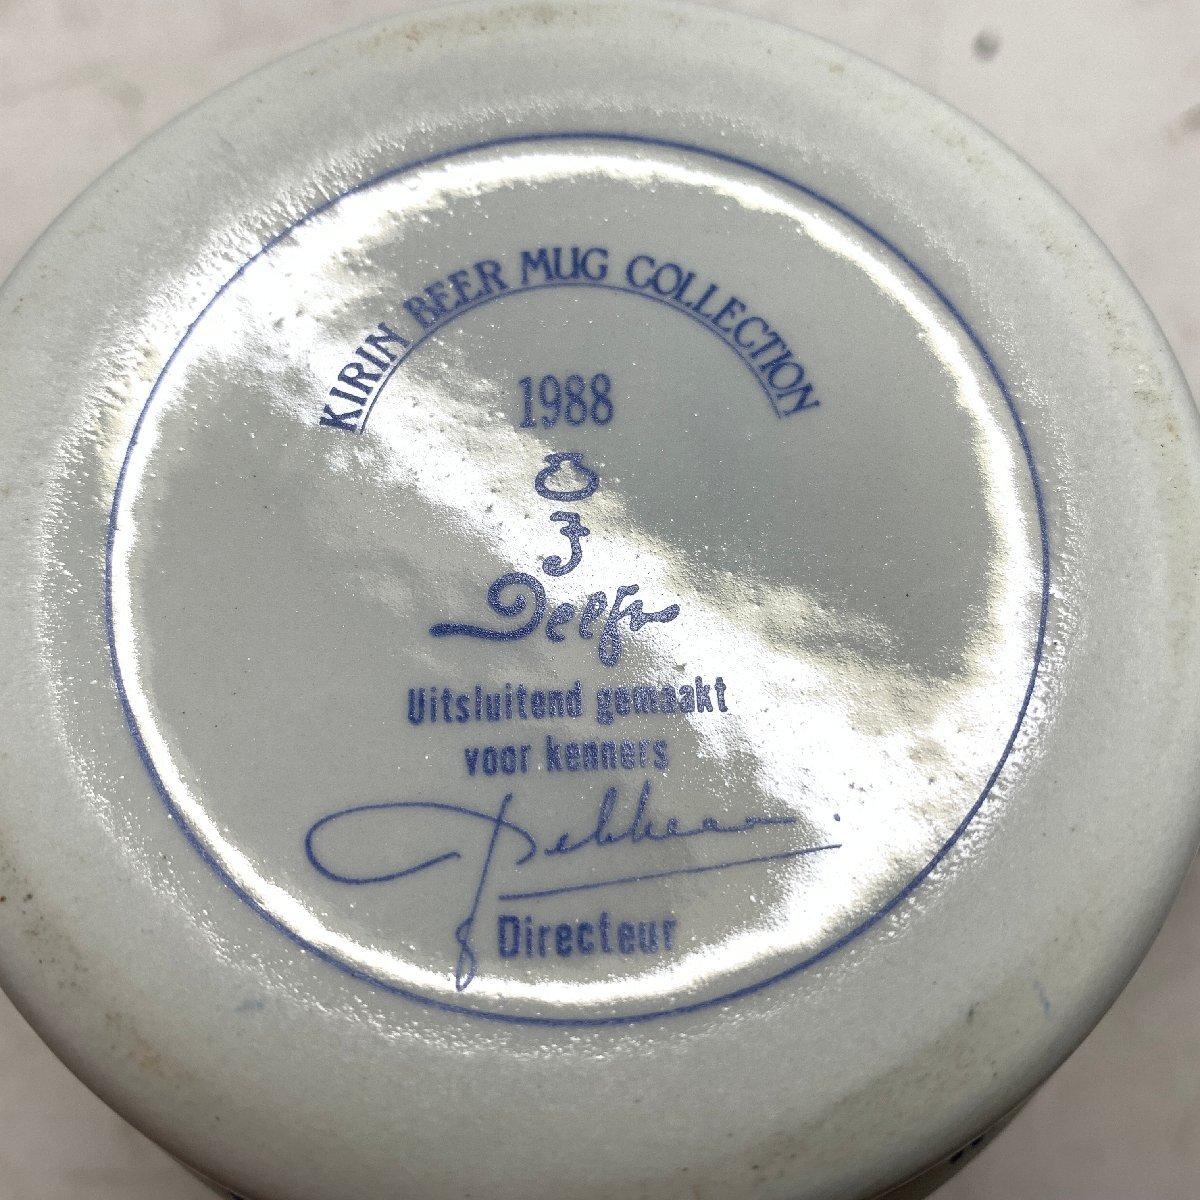 KIRIN BEER MUG COLLECTION
1988
Delft
Uitsluitend gemaakt
voor kenners
Directeur